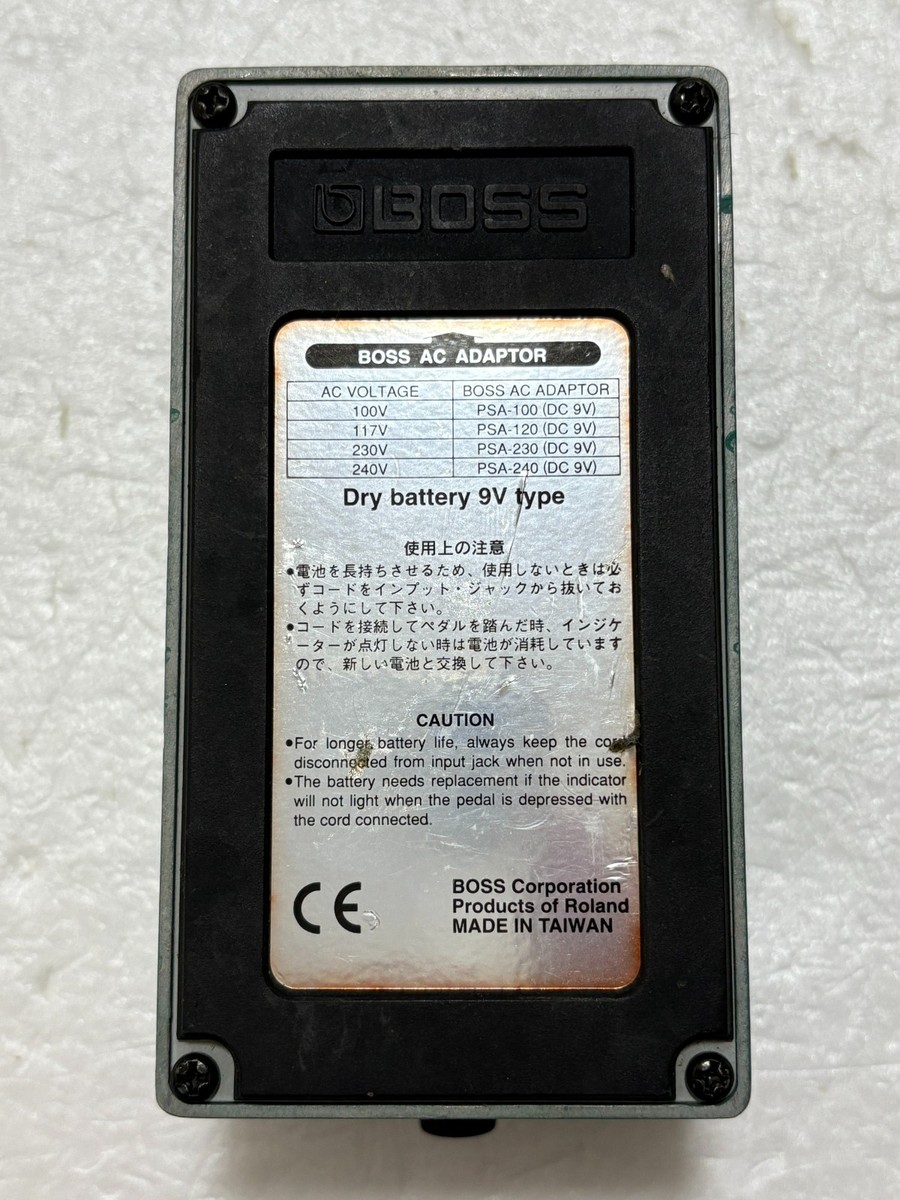 BOSS
BOSS AC ADAPTOR
AC VOLTAGE BOSS AC ADAPTOR
100V PSA-100 (DC 9V)
117V PSA-120 (DC 9V)
230V PSA-230 (DC 9V)
240V PSA-240 (DC 9V)
Dry battery 9V type
使用上の注意
●電池を長持ちさせるため、使用しないときは必
ずコードをインプット・ジャックから抜いてお
くようにして下さい。
●コードを接続してペダルを踏んだ時、インジケ
ーターが点灯しない時は電池が消耗しています
ので、新しい電池と交換して下さい。
CAUTION
●For longer battery life, always keep the cord
disconnected from input jack when not in use.
●The battery needs replacement if the indicator
will not light when the pedal is depressed with
the cord connected.
CE
BOSS Corporation
Products of Roland
MADE IN TAIWAN